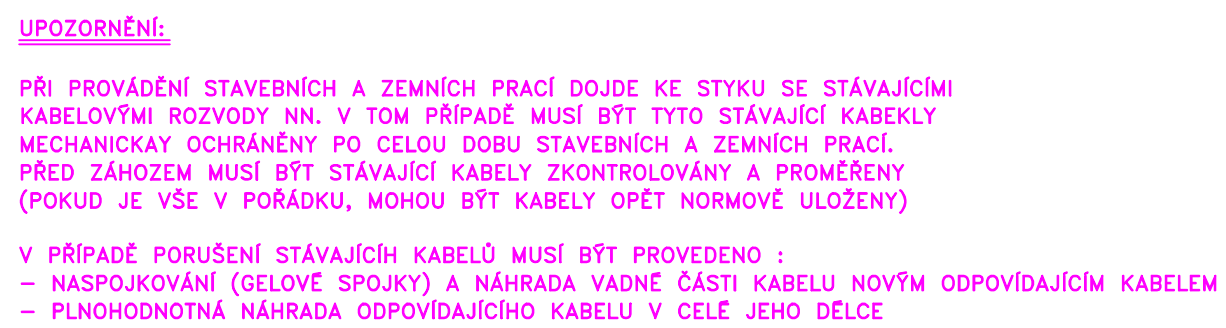 UPOZORNĚNÍ:
PŘI PROVÁDĚNÍ STAVEBNÍCH A ZEMNÍCH PRACÍ DOJDE KE STYKU SE STÁVAJÍCÍMI
KABELOVÝMI ROZVODY NN. V TOM PŘÍPADĚ MUSÍ BÝT TYTO STÁVAJÍCÍ KABEKLY
MECHANICKAY OCHRÁNĚNY PO CELOU DOBU STAVEBNÍCH A ZEMNÍCH PRACÍ.
PŘED ZÁHOZEM MUSÍ BÝT STÁVAJÍCÍ KABELY ZKONTROLOVÁNY A PROMĚŘENY
(POKUD JE VŠE V POŘÁDKU, MOHOU BÝT KABELY OPĚT NORMOVĚ ULOŽENY)
V PŘÍPADĚ PORUŠENÍ STÁVAJÍCÍH KABELŮ MUSÍ BÝT PROVEDENO :
– NASPOJKOVÁNÍ (GELOVÉ SPOJKY) A NÁHRADA VADNÉ ČÁSTI KABELU NOVÝM ODPOVÍDAJÍCÍM KABELEM
– PLNOHODNOTNÁ NÁHRADA ODPOVÍDAJÍCÍHO KABELU V CELÉ JEHO DÉLCE